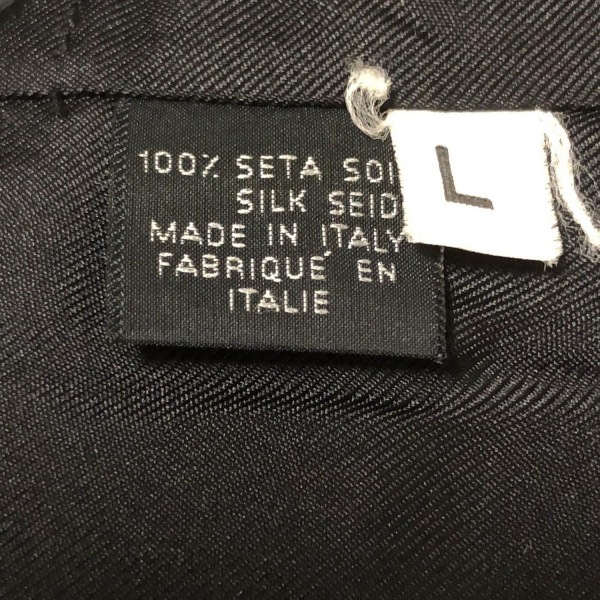 100% SETA SOI
SILK SEID
MADE IN ITALY
FABRIQUÉ EN
ITALIE
L